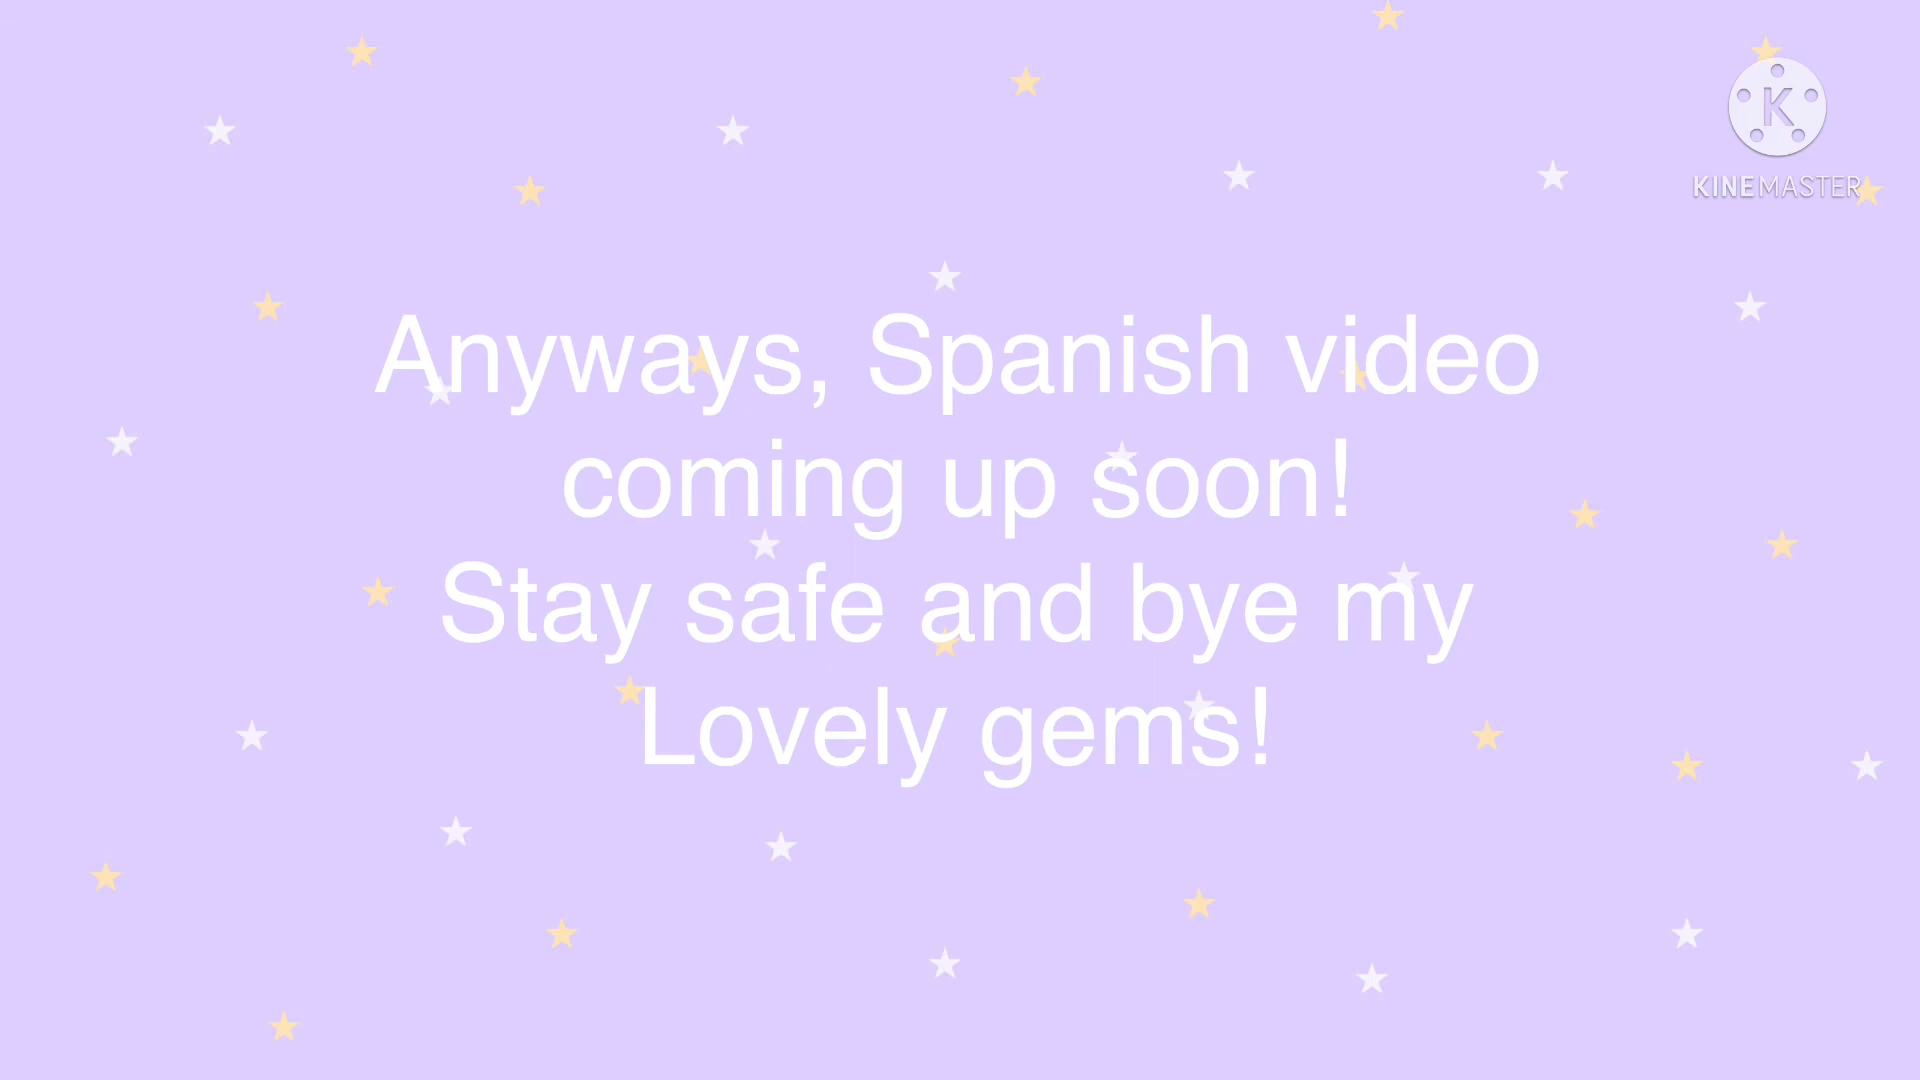 K
KINEMASTER
Anyways, Spanish video
coming up soon!
Stay safe and bye my
Lovely gems!